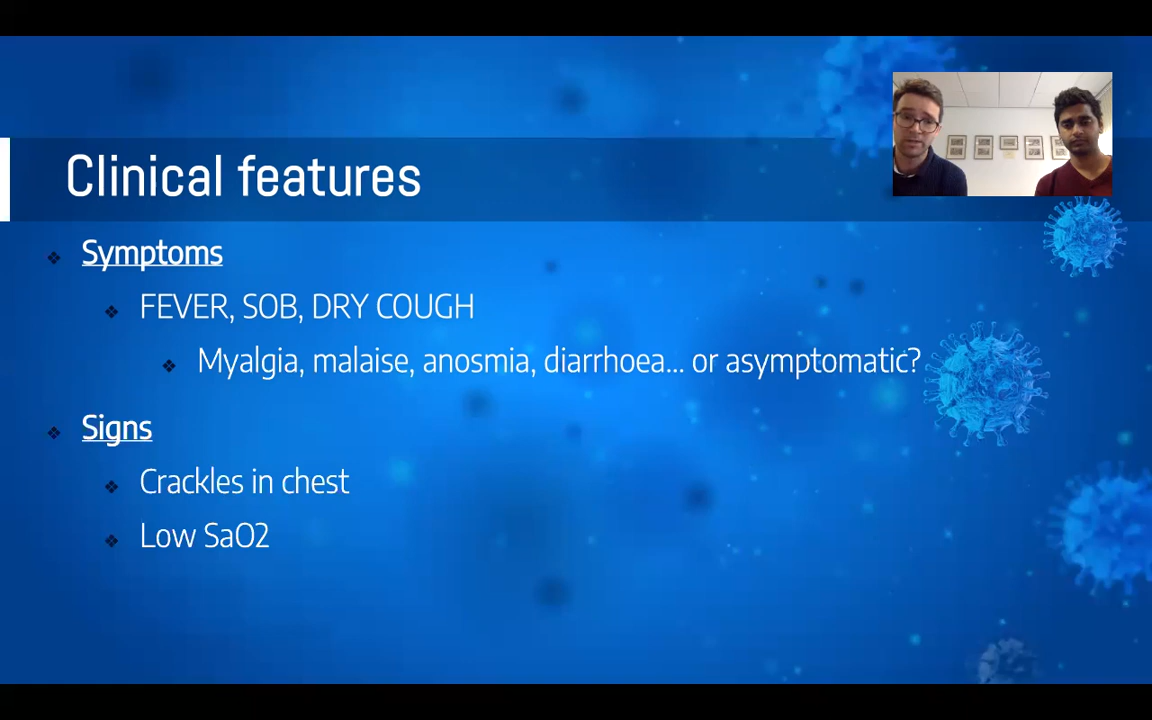 Clinical features
Symptoms
FEVER, SOB, DRY COUGH
Myalgia, malaise, anosmia, diarrhoea... or asymptomatic?
Signs
Crackles in chest
Low SaO2